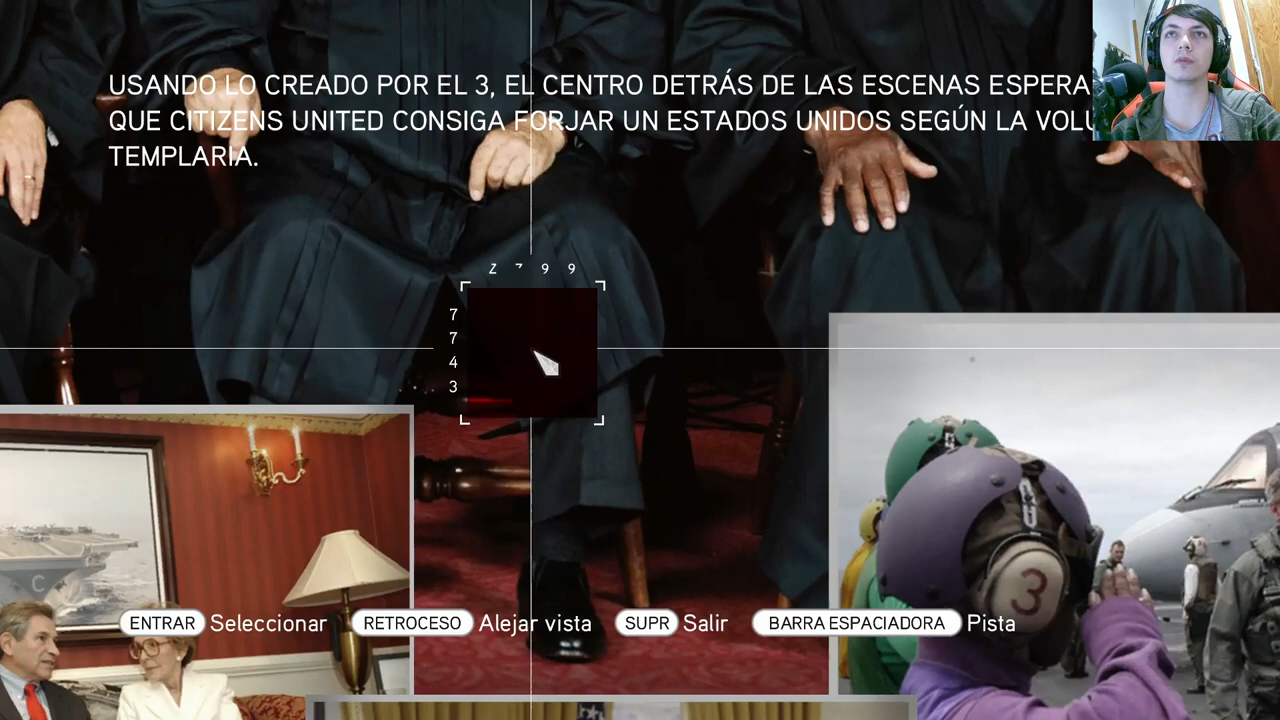 USANDO LO CREADO POR EL 3, EL CENTRO DETRÁS DE LAS ESCENAS ESPERA
QUE CITIZENS UNITED CONSIGA FORJAR UN ESTADOS UNIDOS SEGÚN LA
TEMPLARIA.
9 9
7
7
4
3
C
3
ENTRAR Seleccionar RETROCESO Alejar vista SUPR Salir BARRA ESPACIADORA Pista